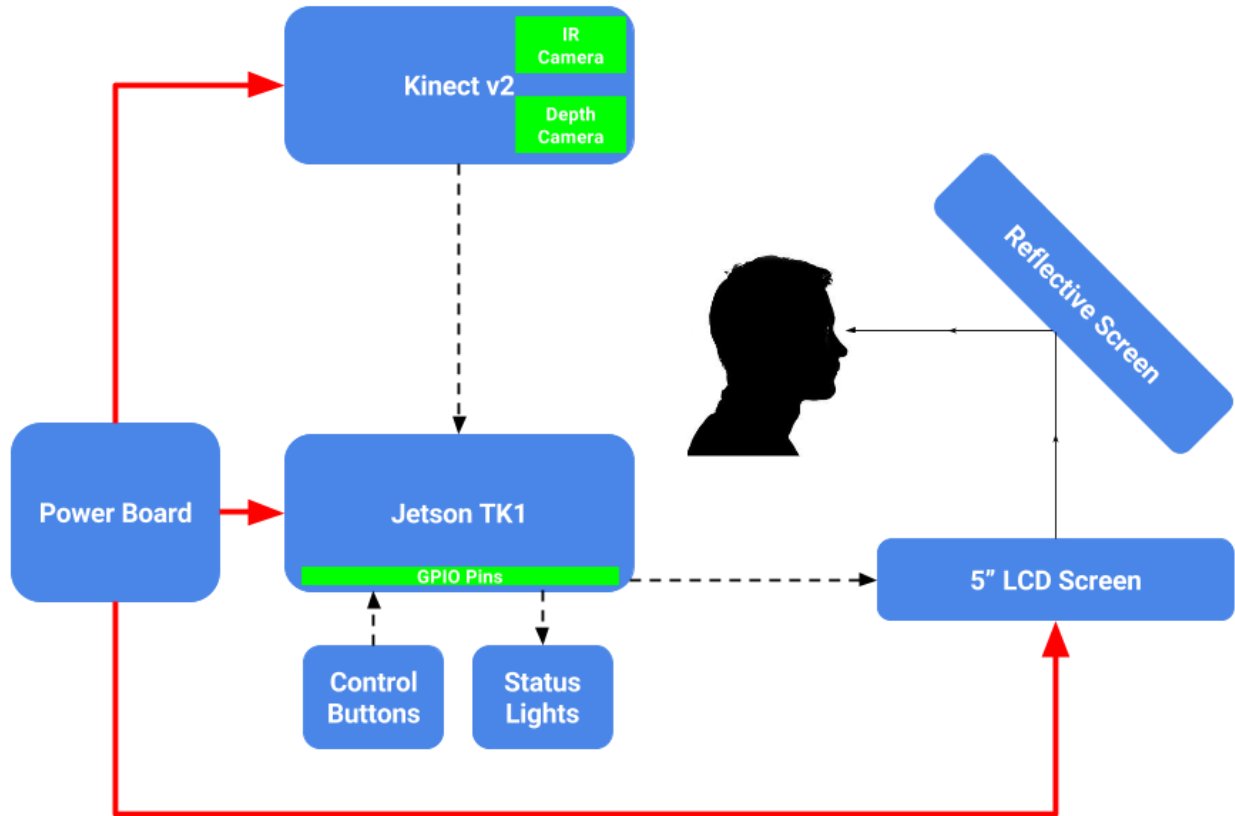 IR
Camera
Kinect v2
Depth
Camera
Reflective Screen
Power Board
Jetson TK1
GPIO Pins
5” LCD Screen
Control
Buttons
Status
Lights